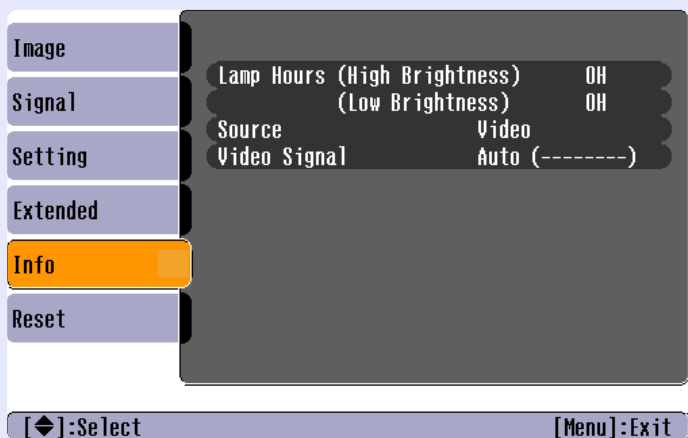 Image
Signal
Setting
Extended
Info
Reset
Lamp Hours (High Brightness) 0H
(Low Brightness) 0H
Source Video
Video Signal Auto (--------)
[◆]:Select [Menu]:Exit